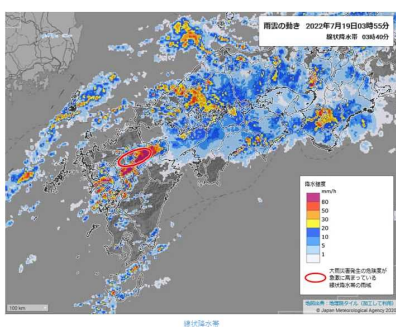 雨雲の動き 2022年7月19日03時55分
線状降水帯 03時40分
降水強度
mm/h
80
50
30
20
10
5
1
大雨災害発生の危険度が
急激に高まっている
線状降水帯の雨域
100 km
地図出典:地理院タイル(加工して利用)
© Japan Meteorological Agency
線状降水帯